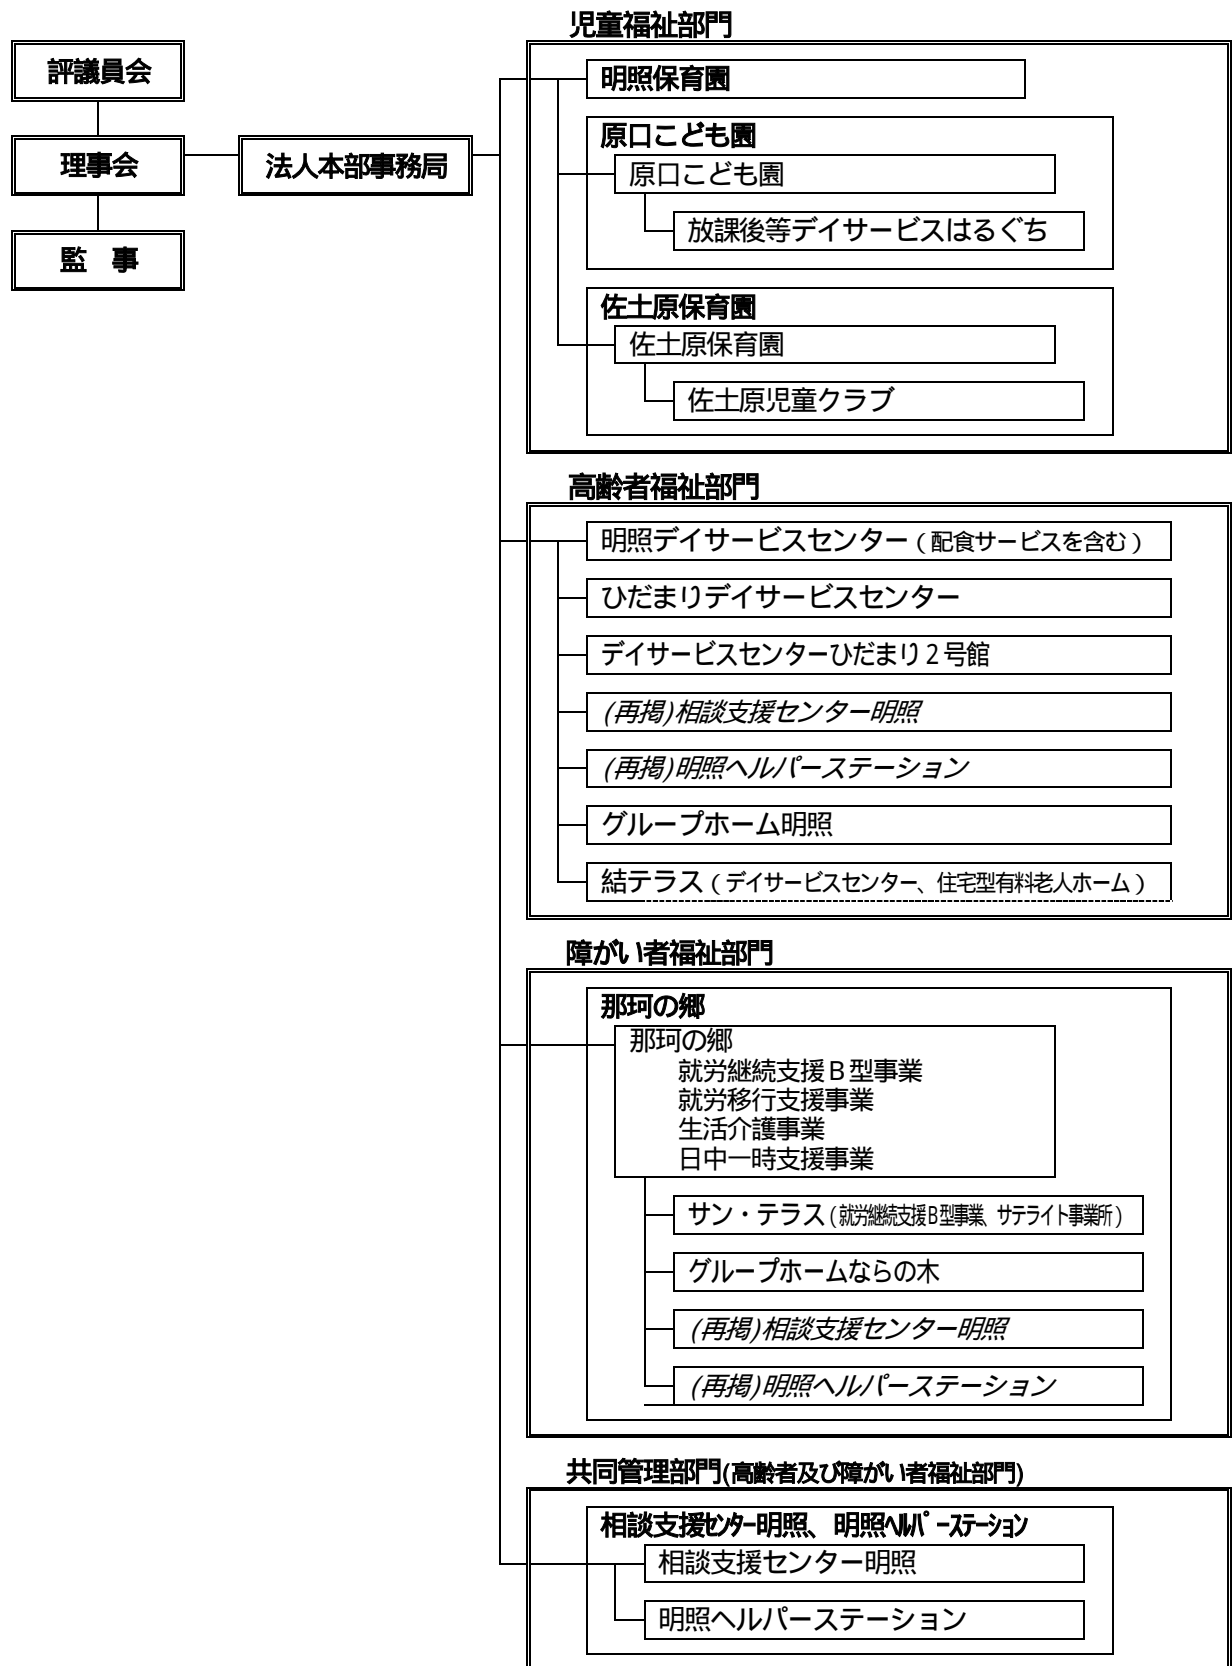 評議員会
理事会
監　事
法人本部事務局
児童福祉部門
明照保育園
原口こども園
原口こども園
放課後等デイサービスはるぐち
佐土原保育園
佐土原保育園
佐土原児童クラブ
高齢者福祉部門
明照デイサービスセンター（配食サービスを含む）
ひだまりデイサービスセンター
デイサービスセンターひだまり２号館
(再掲)相談支援センター明照
(再掲)明照ヘルパーステーション
グループホーム明照
結テラス（デイサービスセンター、住宅型有料老人ホーム）
障がい者福祉部門
那珂の郷
那珂の郷
就労継続支援Ｂ型事業
就労移行支援事業
生活介護事業
日中一時支援事業
サン・テラス（就労継続支援B型事業、サテライト事業所）
グループホームならの木
(再掲)相談支援センター明照
(再掲)明照ヘルパーステーション
共同管理部門(高齢者及び障がい者福祉部門)
相談支援ｾﾝﾀｰ明照、明照ﾍﾙﾊﾟｰｽﾃｰｼｮﾝ
相談支援センター明照
明照ヘルパーステーション